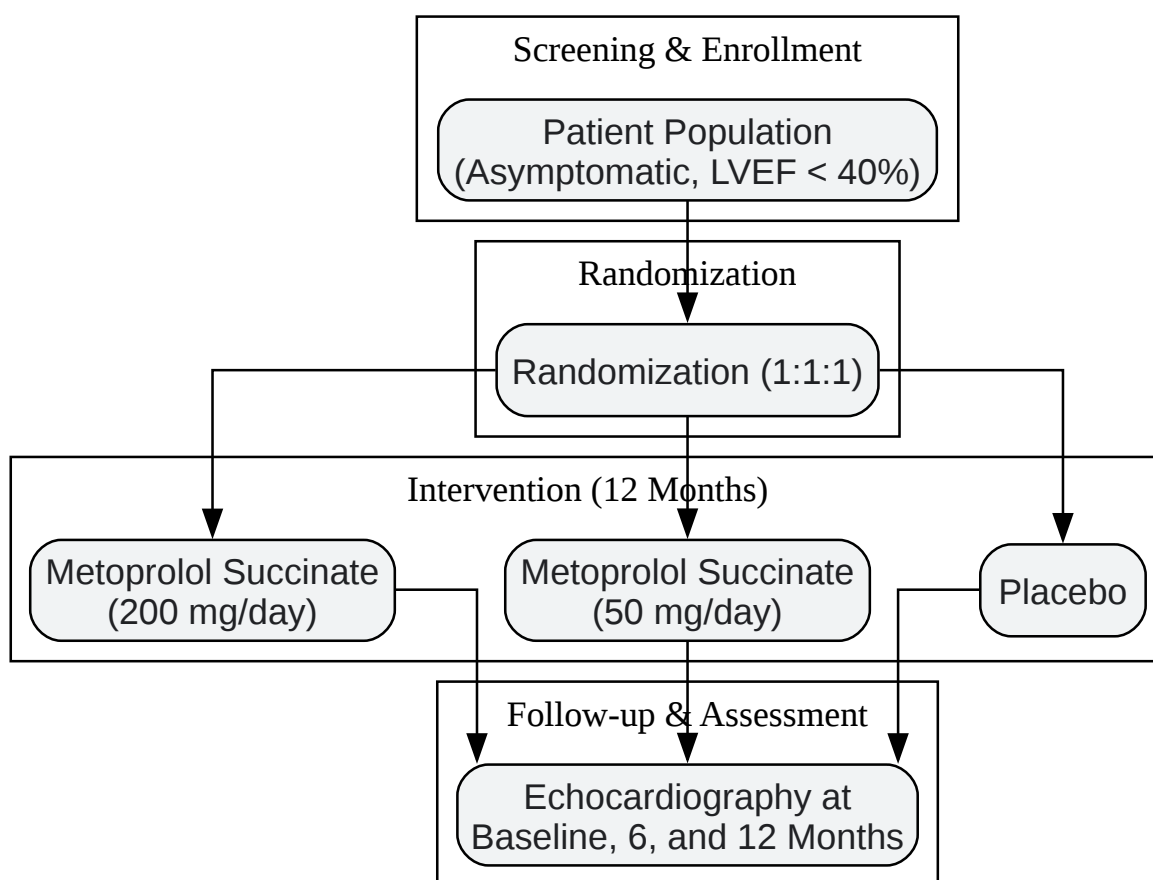 Screening & Enrollment
Patient Population
(Asymptomatic, LVEF < 40%)
Randomization
Randomization (1:1:1)
Intervention (12 Months)
Metoprolol Succinate
(200 mg/day)
Metoprolol Succinate
(50 mg/day)
Placebo
Follow-up & Assessment
Echocardiography at
Baseline, 6, and 12 Months